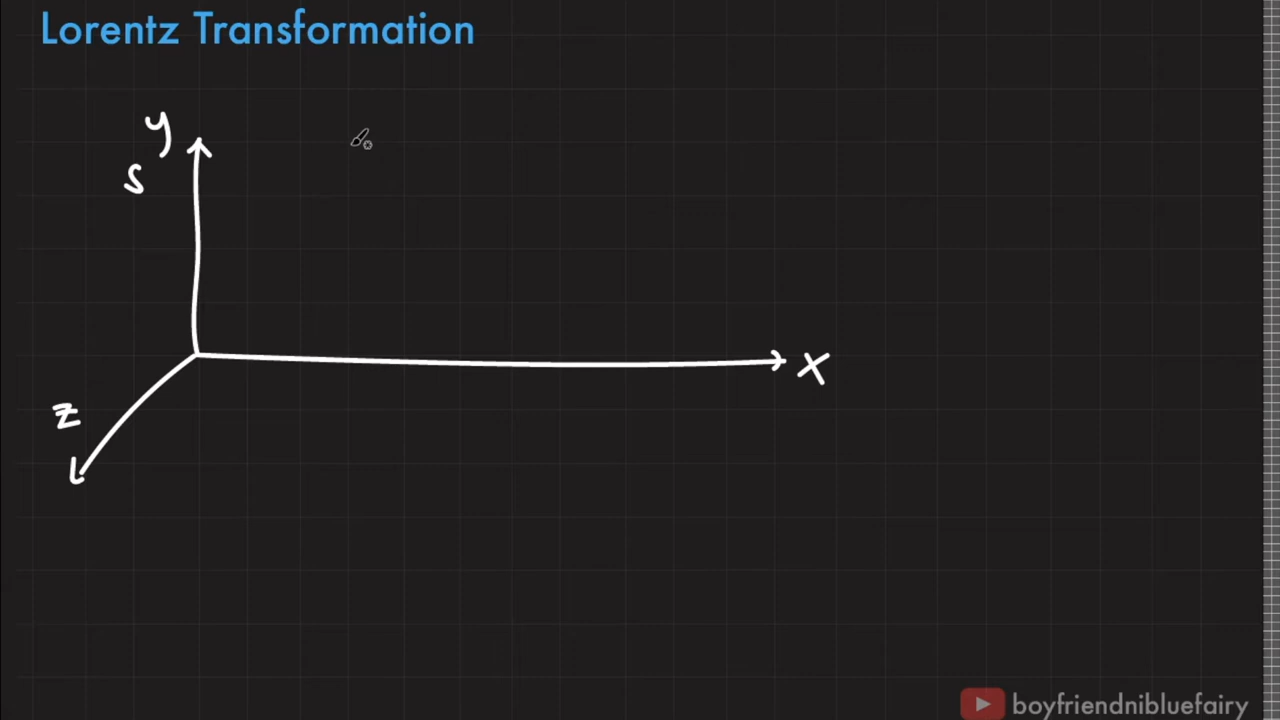 Lorentz Transformation
y
s
x
z
boyfriendnibluefairy